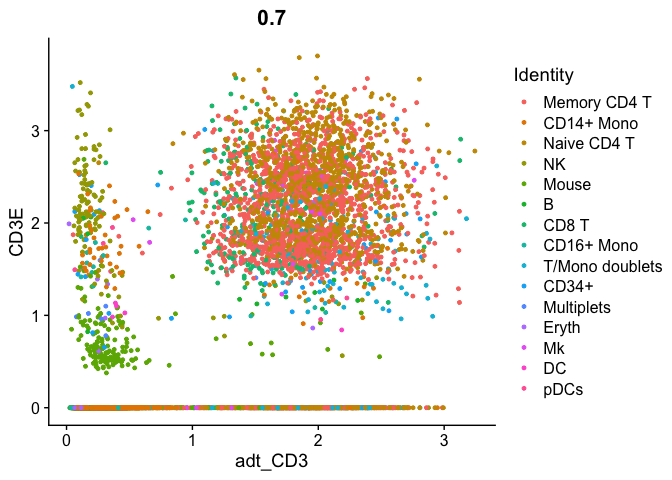 0.7
CD3E
3
2
1
0
0
1
2
3
adt_CD3
Identity
Memory CD4 T
CD14+ Mono
Naive CD4 T
NK
Mouse
B
CD8 T
CD16+ Mono
T/Mono doublets
CD34+
Multiplets
Eryth
Mk
DC
pDCs